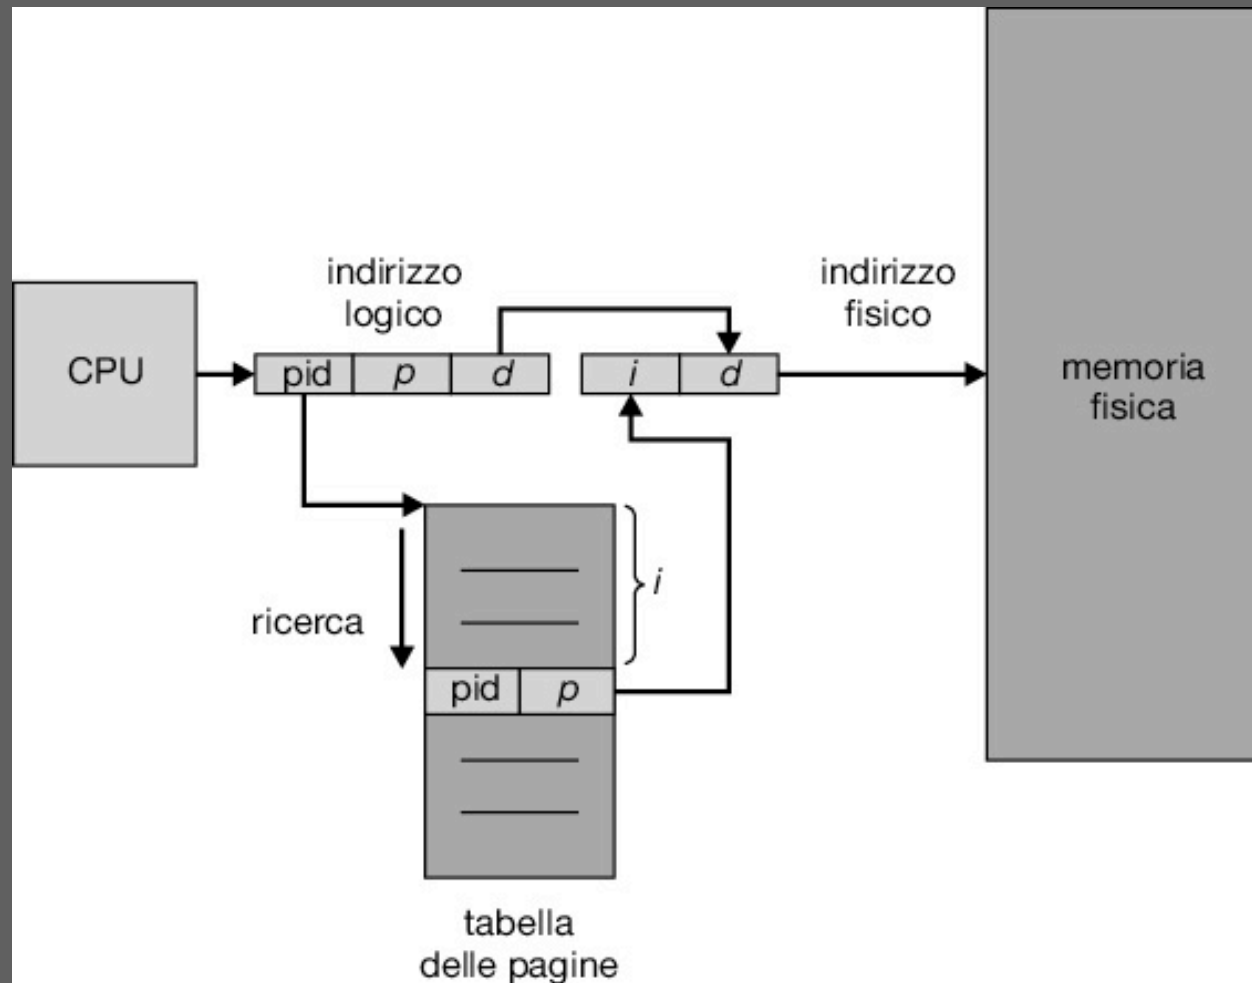 indirizzo
logico
indirizzo
fisico
CPU
pid p d
i d
memoria
fisica
i
ricerca
pid p
tabella
delle pagine